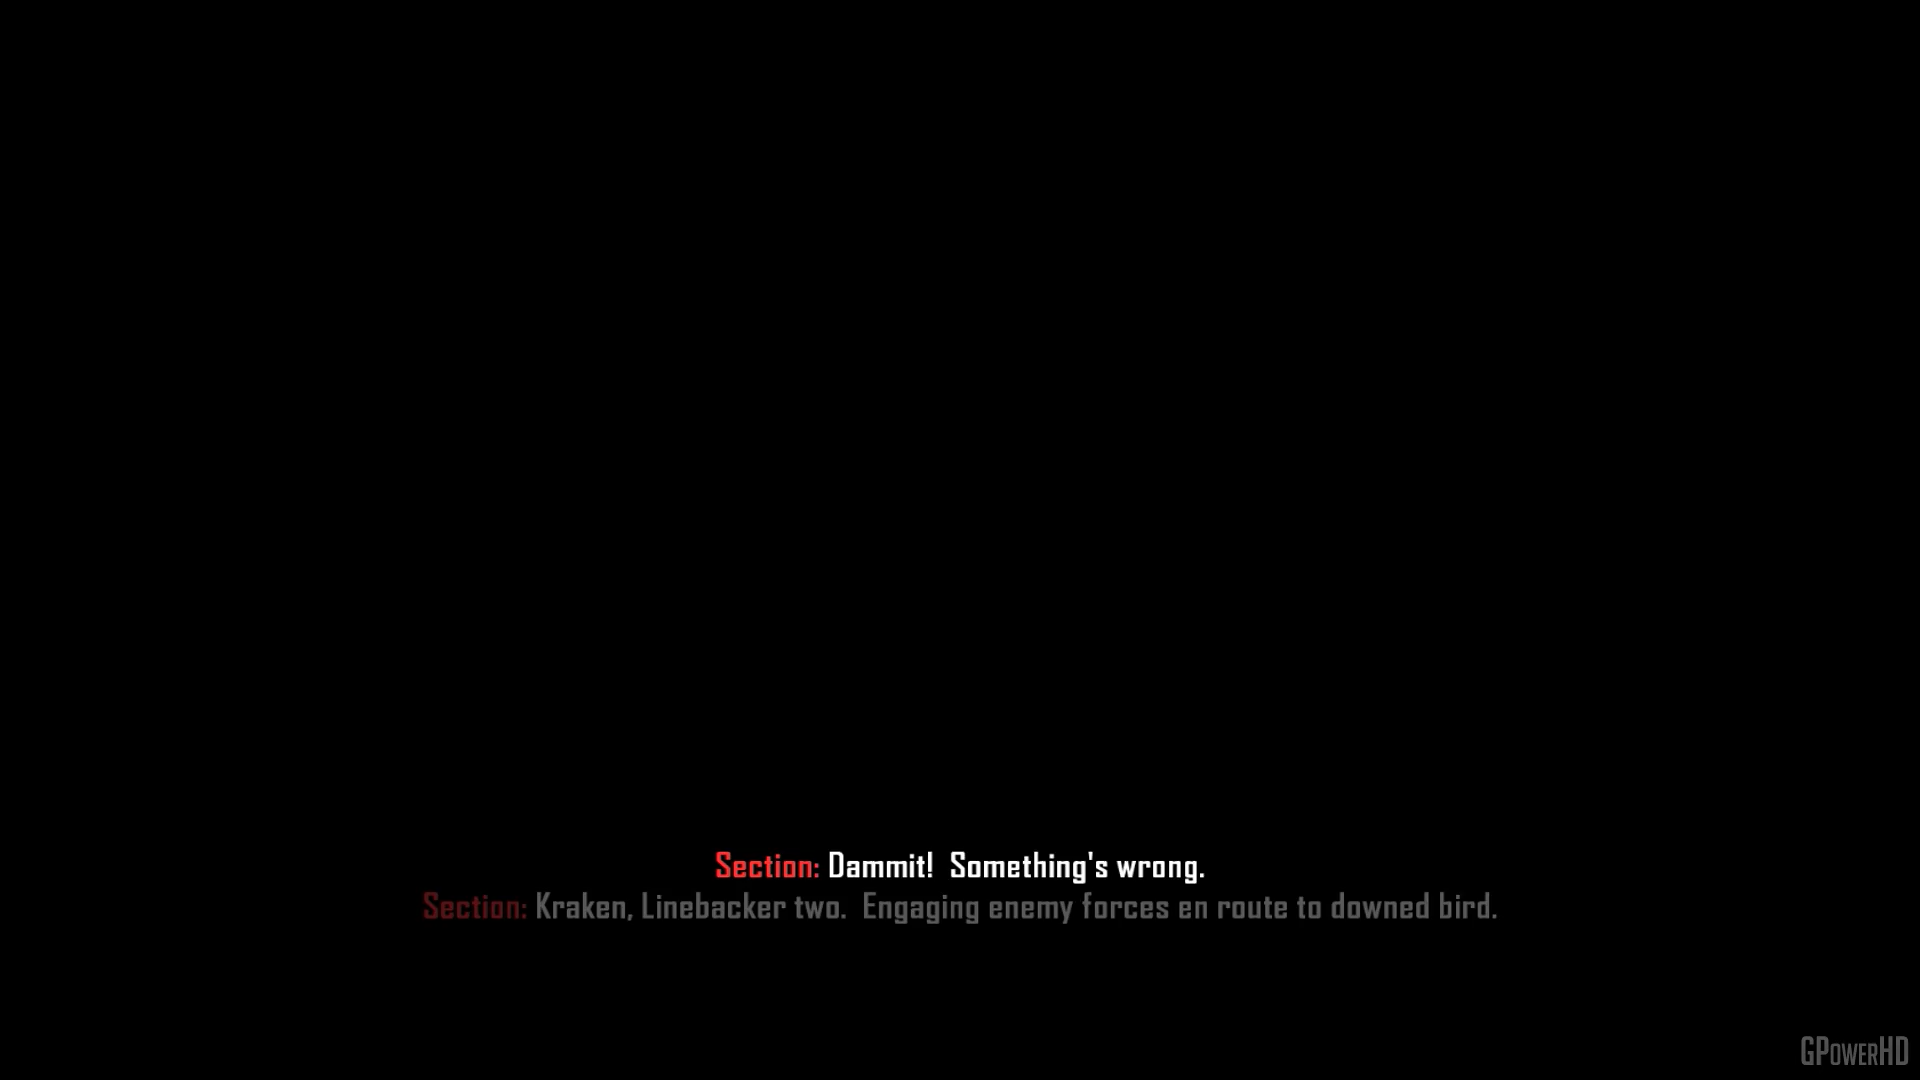 Section: Dammit!  Something's wrong.
Section: Kraken, Linebacker two.  Engaging enemy forces en route to downed bird.
GPowerHD